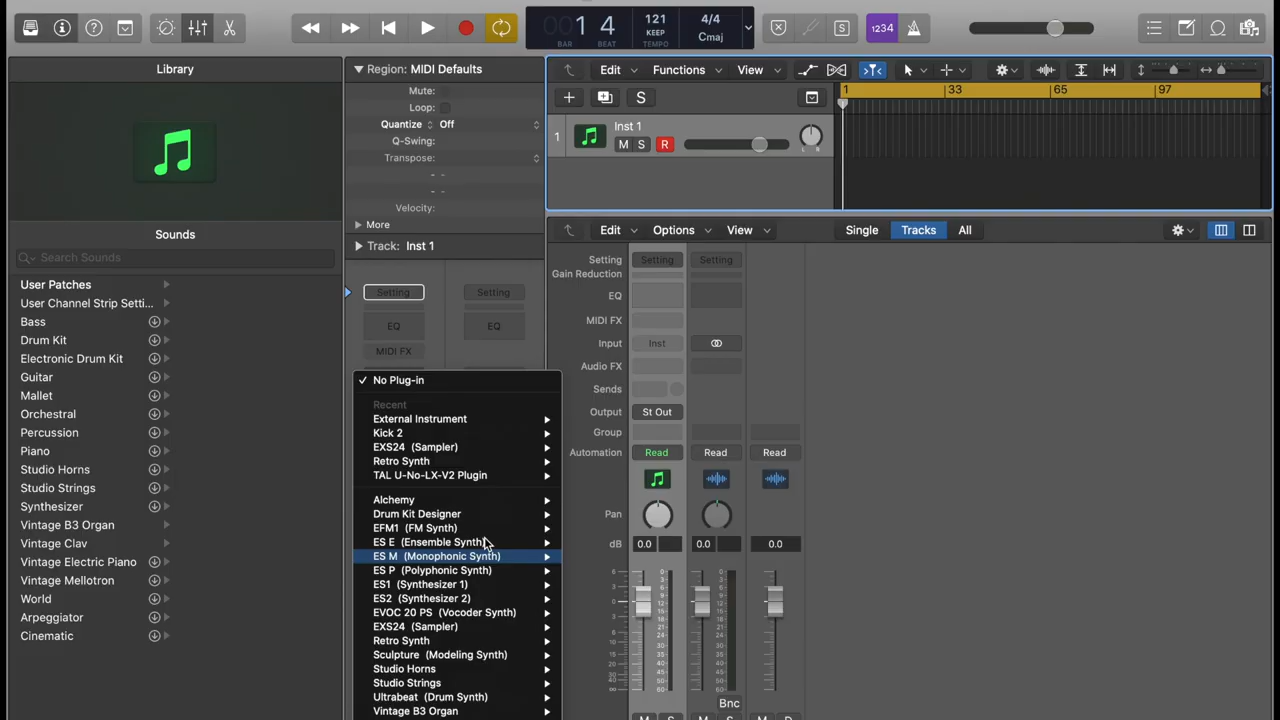 1 4
BAR BEAT
121
KEEP
TEMPO
4/4
Cmaj
S
1234
Library
Sounds
Search Sounds
User Patches
User Channel Strip Setti...
Bass
Drum Kit
Electronic Drum Kit
Guitar
Mallet
Orchestral
Percussion
Piano
Studio Horns
Studio Strings
Synthesizer
Vintage B3 Organ
Vintage Clav
Vintage Electric Piano
Vintage Mellotron
World
Arpeggiator
Cinematic
Region: MIDI Defaults
Mute:
Loop:
Quantize Off
Q-Swing:
Transpose:
- -
- -
Velocity:
More
Track: Inst 1
Setting Setting
EQ EQ
MIDI FX
No Plug-in
Recent
External Instrument
Kick 2
EXS24 (Sampler)
Retro Synth
TAL U-No-LX-V2 Plugin
Alchemy
Drum Kit Designer
EFM1 (FM Synth)
ES E (Ensemble Synth)
ES M (Monophonic Synth)
ES P (Polyphonic Synth)
ES1 (Synthesizer 1)
ES2 (Synthesizer 2)
EVOC 20 PS (Vocoder Synth)
EXS24 (Sampler)
Retro Synth
Sculpture (Modeling Synth)
Studio Horns
Studio Strings
Ultrabeat (Drum Synth)
Vintage B3 Organ
Edit Functions View
S
1 33 65 97
1
Inst 1
M S R
L R
Edit Options View
Single Tracks All
Setting Setting Setting
Gain Reduction
EQ
MIDI FX
Input Inst
Audio FX
Sends
Output St Out
Group
Automation Read Read Read
Pan
dB 0.0 0.0 0.0
Bnc
M S M S M D